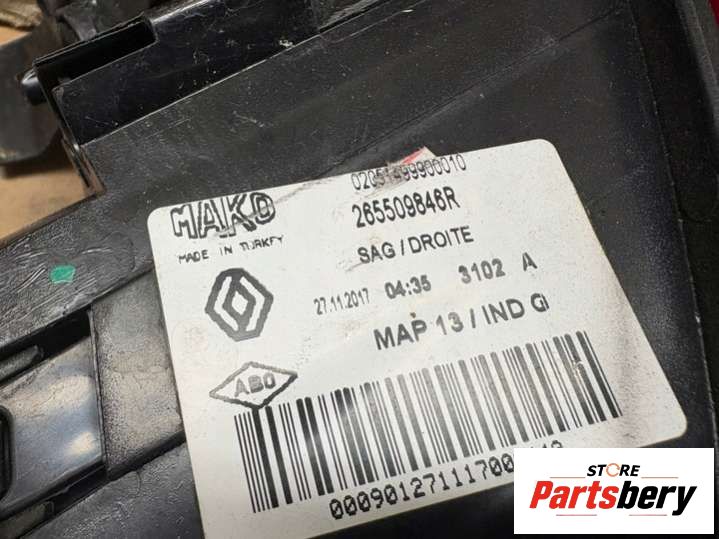 MAKO
MADE IN TURKEY
265509846R
SAG / DROITE
27.11.2017 04:35 3102 A
MAP 13 / IND G
ABO
STORE
Partsbery